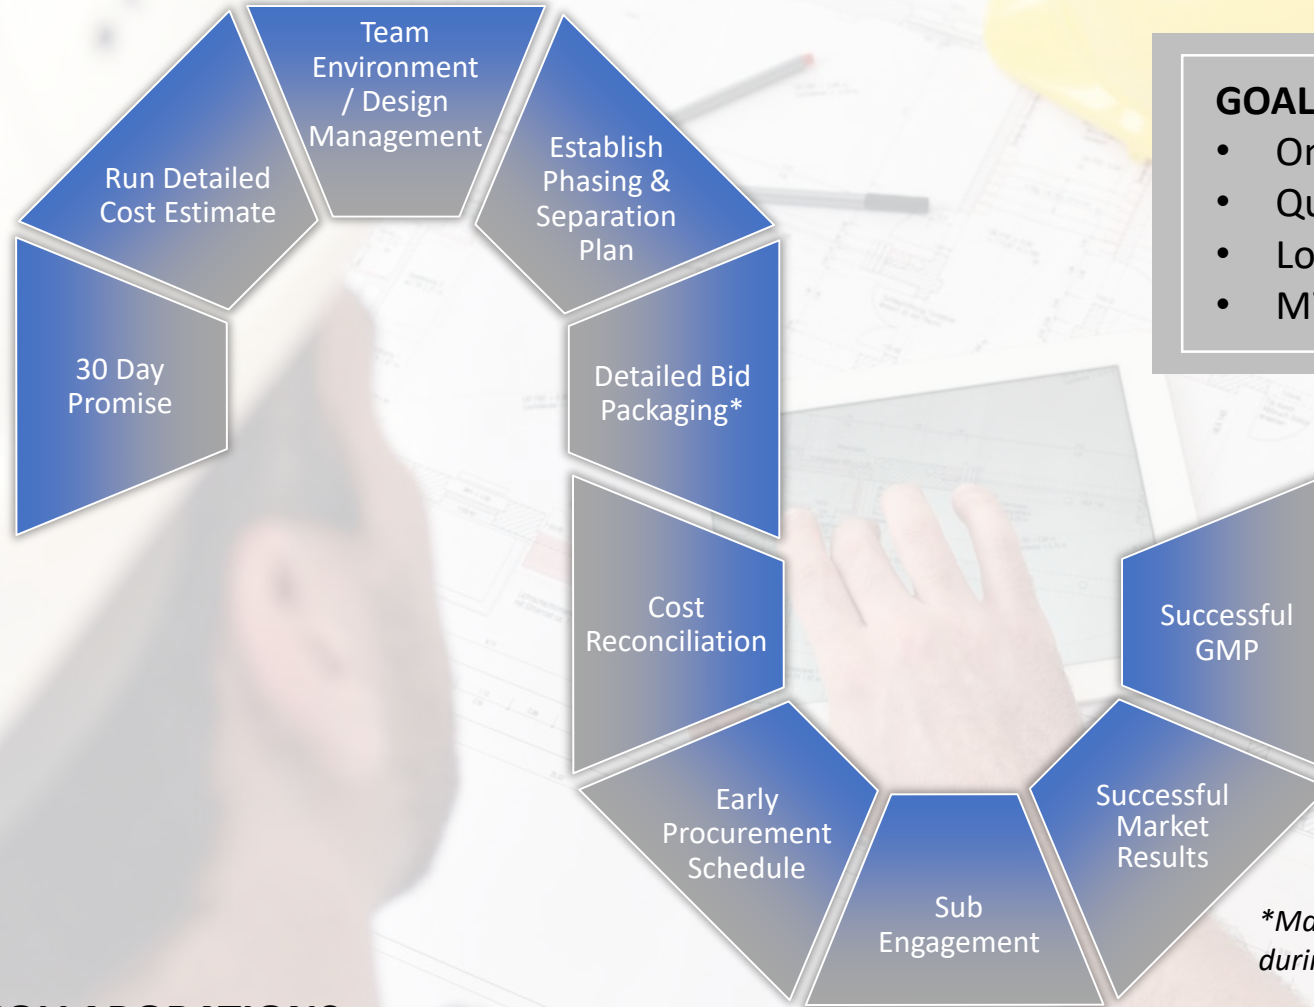 30 Day
Promise
Run Detailed
Cost Estimate
Team
Environment
/ Design
Management
Establish
Phasing &
Separation
Plan
Detailed Bid
Packaging*
Cost
Reconciliation
Early
Procurement
Schedule
Sub
Engagement
Successful
Market
Results
Successful
GMP
GOAL
•
•
•
•